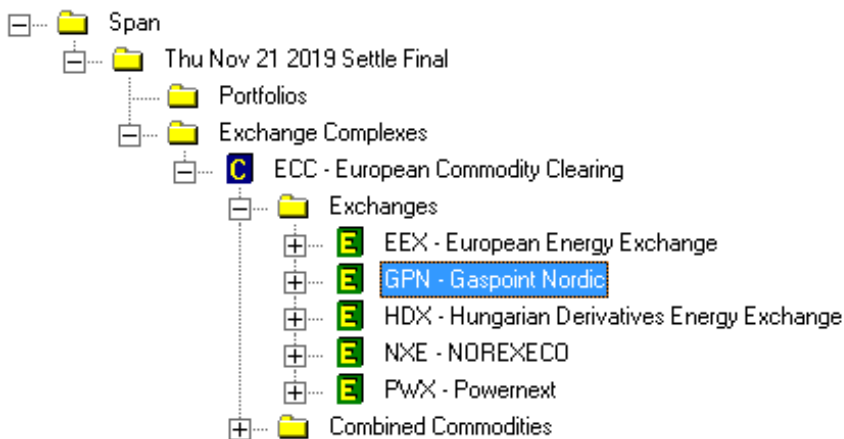 Span
Thu Nov 21 2019 Settle Final
Portfolios
Exchange Complexes
C ECC - European Commodity Clearing
Exchanges
E EEX - European Energy Exchange
E GPN - Gaspoint Nordic
E HDX - Hungarian Derivatives Energy Exchange
E NXE - NOREXECO
E PWX - Powernext
Combined Commodities